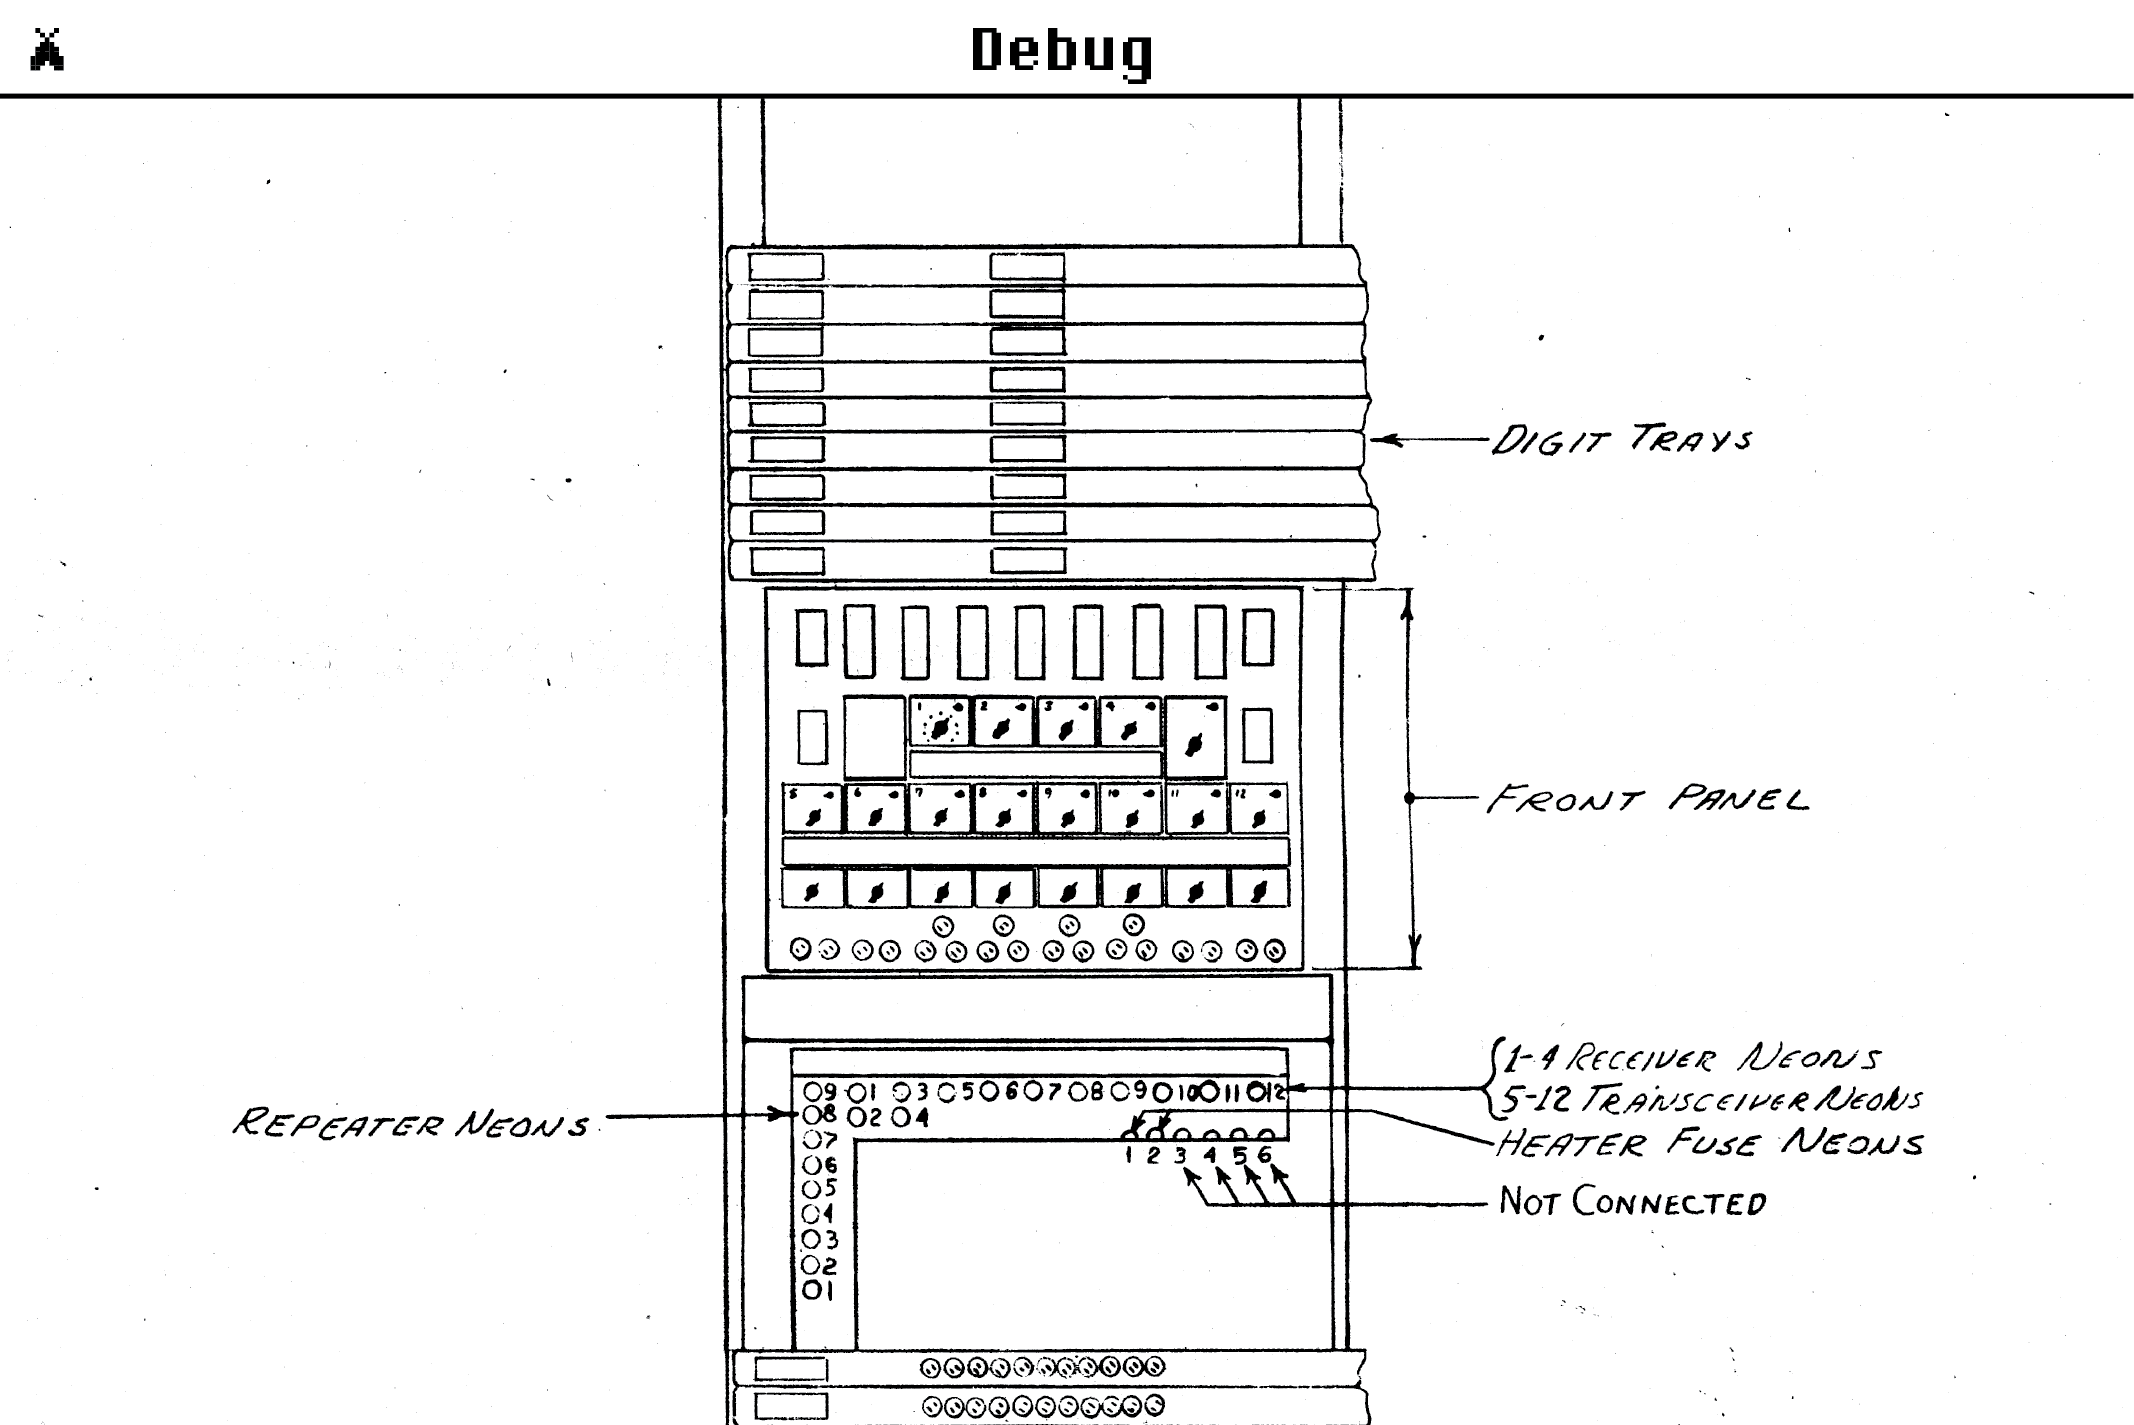 Debug
DIGIT TRAYS
1 2 3 4
FRONT PANEL
5 6 7 8 9 10 11 12
1-4 RECEIVER NEONS
5-12 TRANSCEIVER NEONS
9 1 3 5 6 7 8 9 10 11 12
REPEATER NEONS
8 2 4
HEATER FUSE NEONS
7
1 2 3 4 5 6
6
5
NOT CONNECTED
4
3
2
1